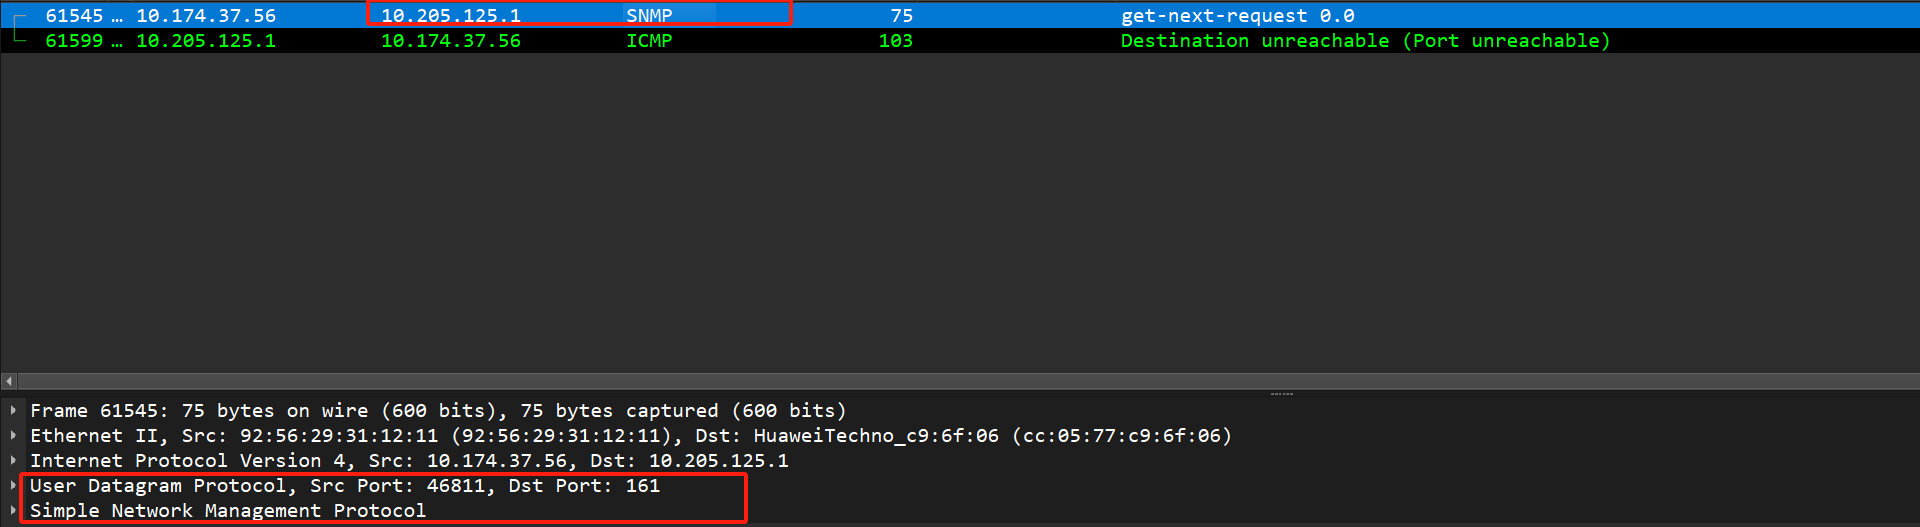 61545 … 10.174.37.56 10.205.125.1 SNMP 75 get-next-request 0.0
61599 … 10.205.125.1 10.174.37.56 ICMP 103 Destination unreachable (Port unreachable)
Frame 61545: 75 bytes on wire (600 bits), 75 bytes captured (600 bits)
Ethernet II, Src: 92:56:29:31:12:11 (92:56:29:31:12:11), Dst: HuaweiTechno_c9:6f:06 (cc:05:77:c9:6f:06)
Internet Protocol Version 4, Src: 10.174.37.56, Dst: 10.205.125.1
User Datagram Protocol, Src Port: 46811, Dst Port: 161
Simple Network Management Protocol